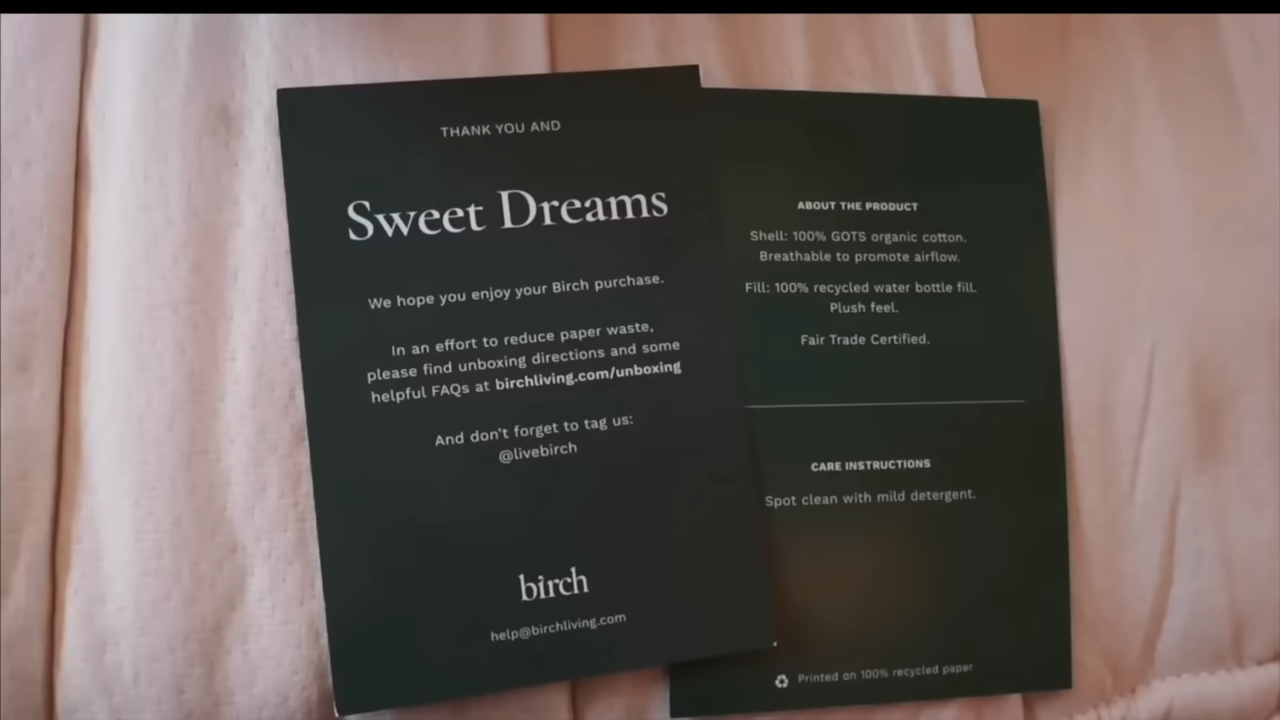 THANK YOU AND
Sweet Dreams
We hope you enjoy your Birch purchase.
In an effort to reduce paper waste,
please find unboxing directions and some
helpful FAQs at birchliving.com/unboxing
And don't forget to tag us:
@livebirch
birch
help@birchliving.com
ABOUT THE PRODUCT
Shell: 100% GOTS organic cotton.
Breathable to promote airflow.
Fill: 100% recycled water bottle fill.
Plush feel.
Fair Trade Certified.
CARE INSTRUCTIONS
Spot clean with mild detergent.
Printed on 100% recycled paper